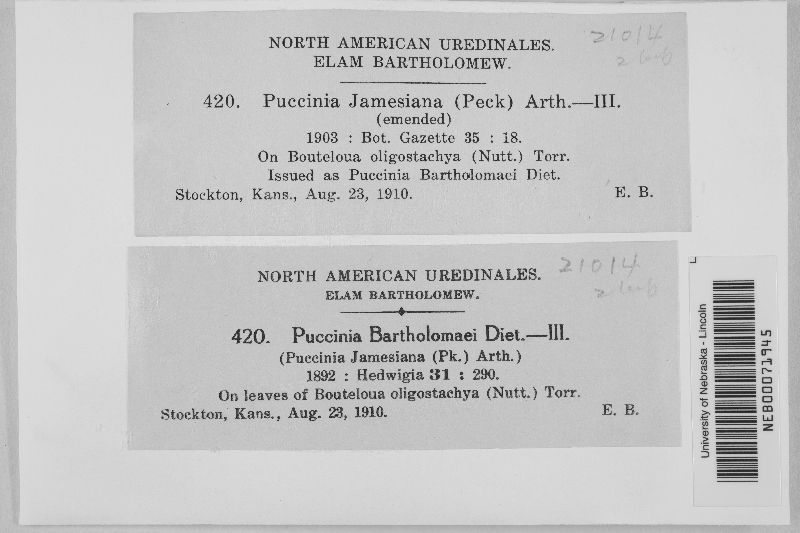 NORTH AMERICAN UREDINALES.
ELAM BARTHOLOMEW.
21014
420. Puccinia Jamesiana (Peck) Arth.—III.
(emended)
1903 : Bot. Gazette 35 : 18.
On Bouteloua oligostachya (Nutt.) Torr.
Issued as Puccinia Bartholomaei Diet.
Stockton, Kans., Aug. 23, 1910. E. B.
NORTH AMERICAN UREDINALES.
ELAM BARTHOLOMEW.
21014
420. Puccinia Bartholomaei Diet.—III.
(Puccinia Jamesiana (Pk.) Arth.)
1892 : Hedwigia 31 : 290.
On leaves of Bouteloua oligostachya (Nutt.) Torr.
Stockton, Kans., Aug. 23, 1910. E. B.
University of Nebraska - Lincoln
NEB00071945